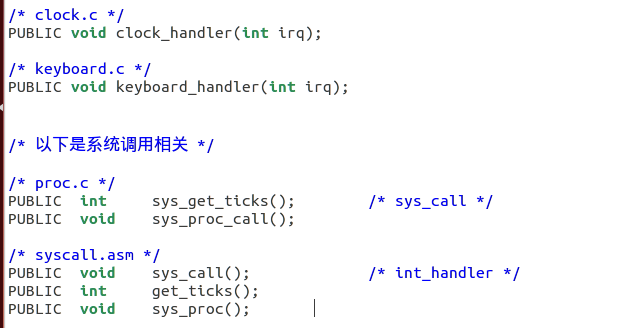 /* clock.c */
PUBLIC void clock_handler(int irq);
/* keyboard.c */
PUBLIC void keyboard_handler(int irq);
/* 以下是系统调用相关 */
/* proc.c */
PUBLIC  int     sys_get_ticks();        /* sys_call */
PUBLIC  void    sys_proc_call();
/* syscall.asm */
PUBLIC  void    sys_call();             /* int_handler */
PUBLIC  int     get_ticks();
PUBLIC  void    sys_proc();